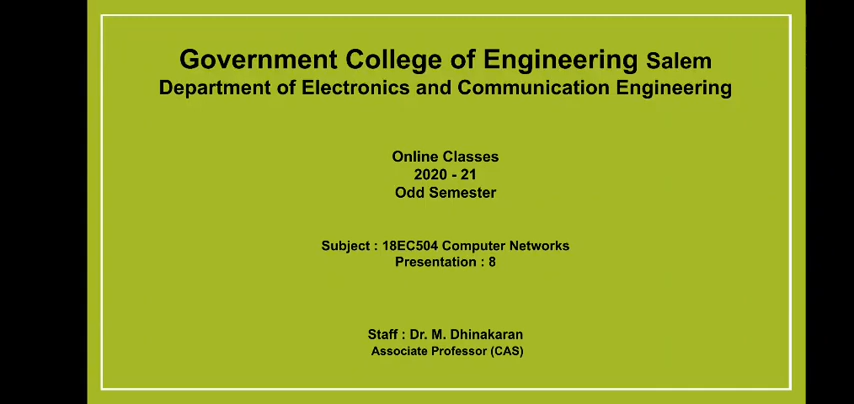 Government College of Engineering Salem
Department of Electronics and Communication Engineering
Online Classes
2020 - 21
Odd Semester
Subject : 18EC504 Computer Networks
Presentation : 8
Staff : Dr. M. Dhinakaran
Associate Professor (CAS)